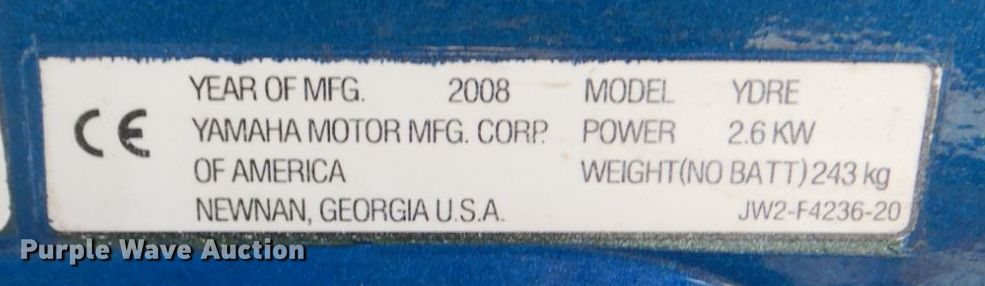 YEAR OF MFG. 2008 MODEL YDRE
CE YAMAHA MOTOR MFG. CORP. POWER 2.6 KW
OF AMERICA WEIGHT(NO BATT) 243 kg
NEWNAN, GEORGIA U.S.A. JW2-F4236-20
Purple Wave Auction